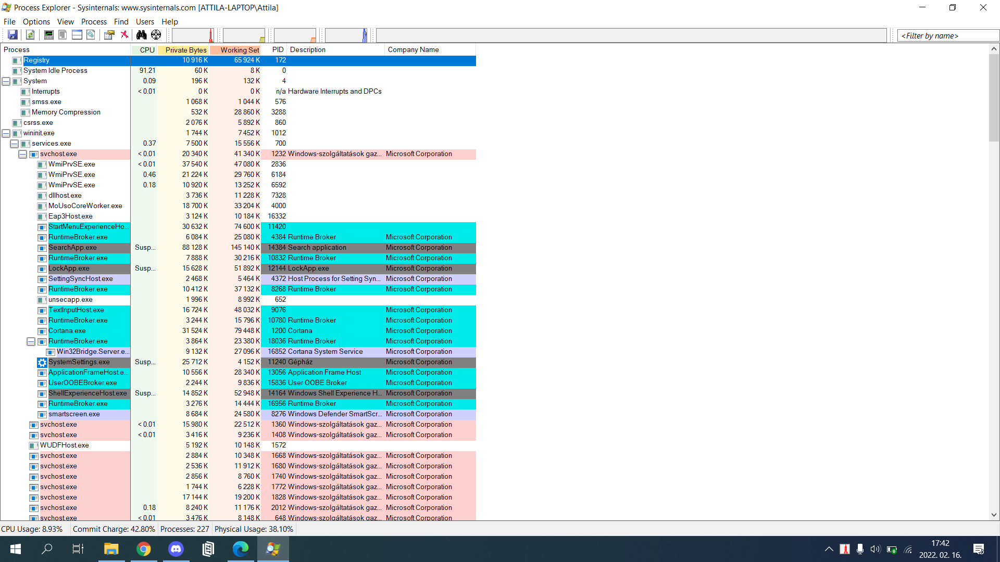 Process Explorer - Sysinternals: www.sysinternals.com [ATTILA-LAPTOP\Attila]
File Options View Process Find Users Help
<Filter by name>
Process CPU Private Bytes Working Set PID Description Company Name
Registry 10 916 K 65 924 K 172
System Idle Process 91.21 60 K 8 K 0
System 0.09 196 K 132 K 4
Interrupts < 0.01 0 K 0 K n/a Hardware Interrupts and DPCs
smss.exe 1 068 K 1 044 K 576
Memory Compression 532 K 28 860 K 3288
csrss.exe 2 076 K 5 892 K 860
wininit.exe 1 744 K 7 452 K 1012
services.exe 0.37 7 500 K 15 556 K 700
svchost.exe < 0.01 20 340 K 41 340 K 1232 Windows-szolgáltatások gaz... Microsoft Corporation
WmiPrvSE.exe < 0.01 37 540 K 47 080 K 2836
WmiPrvSE.exe 0.46 21 224 K 29 760 K 6184
WmiPrvSE.exe 0.18 10 920 K 13 252 K 6592
dllhost.exe 3 736 K 11 228 K 7328
MoUsoCoreWorker.exe 18 700 K 33 204 K 4000
Eap3Host.exe 3 124 K 10 184 K 16332
StartMenuExperienceHo... 30 632 K 74 600 K 11420
RuntimeBroker.exe 6 084 K 25 080 K 4384 Runtime Broker Microsoft Corporation
SearchApp.exe Susp... 88 128 K 145 140 K 14384 Search application Microsoft Corporation
RuntimeBroker.exe 7 888 K 30 216 K 10832 Runtime Broker Microsoft Corporation
LockApp.exe Susp... 15 628 K 51 892 K 12144 LockApp.exe Microsoft Corporation
SettingSyncHost.exe 2 468 K 5 464 K 4372 Host Process for Setting Syn... Microsoft Corporation
RuntimeBroker.exe 10 412 K 37 132 K 8268 Runtime Broker Microsoft Corporation
unsecapp.exe 1 996 K 8 992 K 652
TextInputHost.exe 16 724 K 48 032 K 9076 Microsoft Corporation
RuntimeBroker.exe 3 244 K 15 796 K 10780 Runtime Broker Microsoft Corporation
Cortana.exe 31 524 K 79 448 K 1200 Cortana Microsoft Corporation
RuntimeBroker.exe 3 864 K 23 380 K 18036 Runtime Broker Microsoft Corporation
Win32Bridge.Server.e... 9 132 K 27 096 K 16852 Cortana System Service Microsoft Corporation
SystemSettings.exe Susp... 25 712 K 4 152 K 11240 Gépház Microsoft Corporation
ApplicationFrameHost.e... 10 556 K 28 340 K 13056 Application Frame Host Microsoft Corporation
UserOOBEBroker.exe 2 244 K 9 836 K 15836 User OOBE Broker Microsoft Corporation
ShellExperienceHost.exe Susp... 14 852 K 52 948 K 14164 Windows Shell Experience H... Microsoft Corporation
RuntimeBroker.exe 3 276 K 14 444 K 16956 Runtime Broker Microsoft Corporation
smartscreen.exe 8 684 K 24 580 K 8276 Windows Defender SmartScr... Microsoft Corporation
svchost.exe < 0.01 15 980 K 22 512 K 1360 Windows-szolgáltatások gaz... Microsoft Corporation
svchost.exe < 0.01 3 416 K 9 236 K 1408 Windows-szolgáltatások gaz... Microsoft Corporation
WUDFHost.exe 5 192 K 10 148 K 1572
svchost.exe 2 884 K 10 348 K 1668 Windows-szolgáltatások gaz... Microsoft Corporation
svchost.exe 2 536 K 11 912 K 1680 Windows-szolgáltatások gaz... Microsoft Corporation
svchost.exe 2 856 K 8 760 K 1740 Windows-szolgáltatások gaz... Microsoft Corporation
svchost.exe 1 744 K 6 228 K 1772 Windows-szolgáltatások gaz... Microsoft Corporation
svchost.exe 17 144 K 19 200 K 1828 Windows-szolgáltatások gaz... Microsoft Corporation
svchost.exe 0.18 8 240 K 11 176 K 2012 Windows-szolgáltatások gaz... Microsoft Corporation
svchost.exe < 0.01 3 476 K 8 148 K 648 Windows-szolgáltatások gaz... Microsoft Corporation
CPU Usage: 8.93% Commit Charge: 42.80% Processes: 227 Physical Usage: 38.10%
17:42
2022. 02. 16.